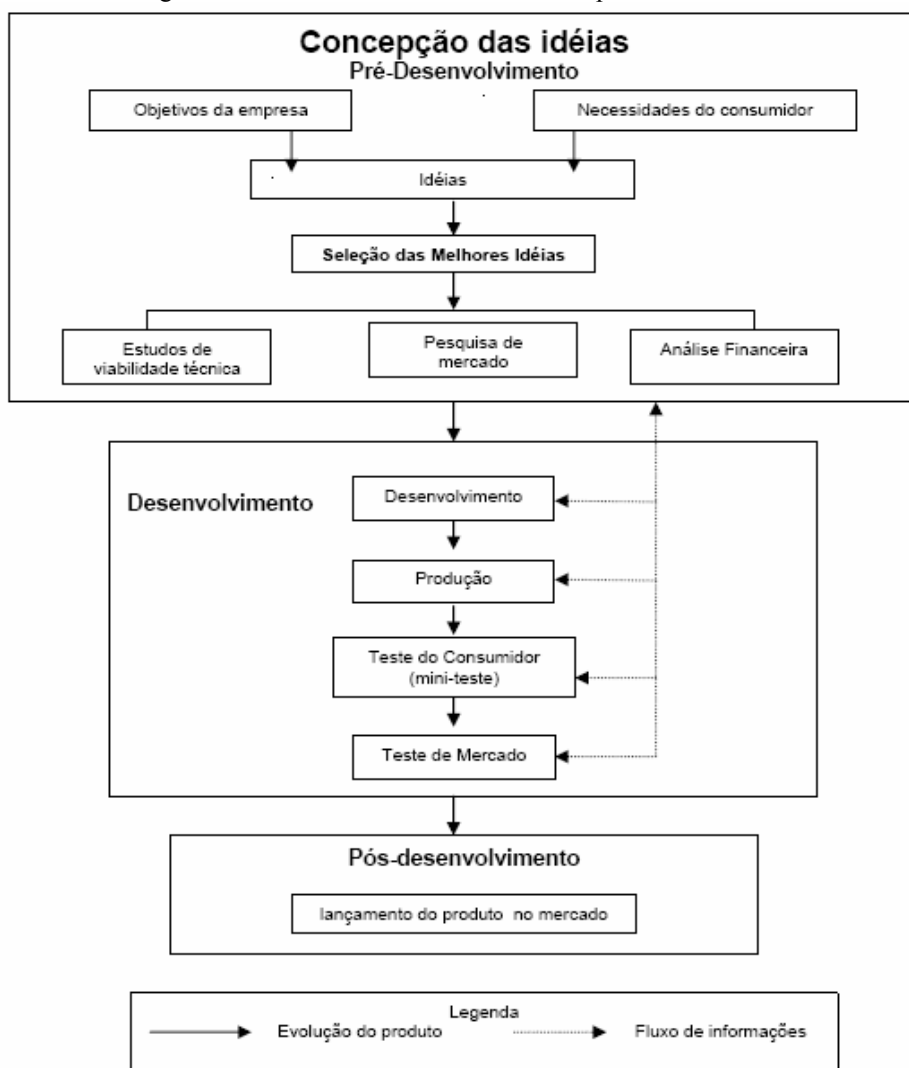 Concepção das idéias
Pré-Desenvolvimento
Objetivos da empresa
Necessidades do consumidor
Idéias
Seleção das Melhores Idéias
Estudos de
viabilidade técnica
Pesquisa de
mercado
Análise Financeira
Desenvolvimento
Desenvolvimento
Produção
Teste do Consumidor
(mini-teste)
Teste de Mercado
Pós-desenvolvimento
lançamento do produto no mercado
Legenda
Evolução do produto
Fluxo de informações